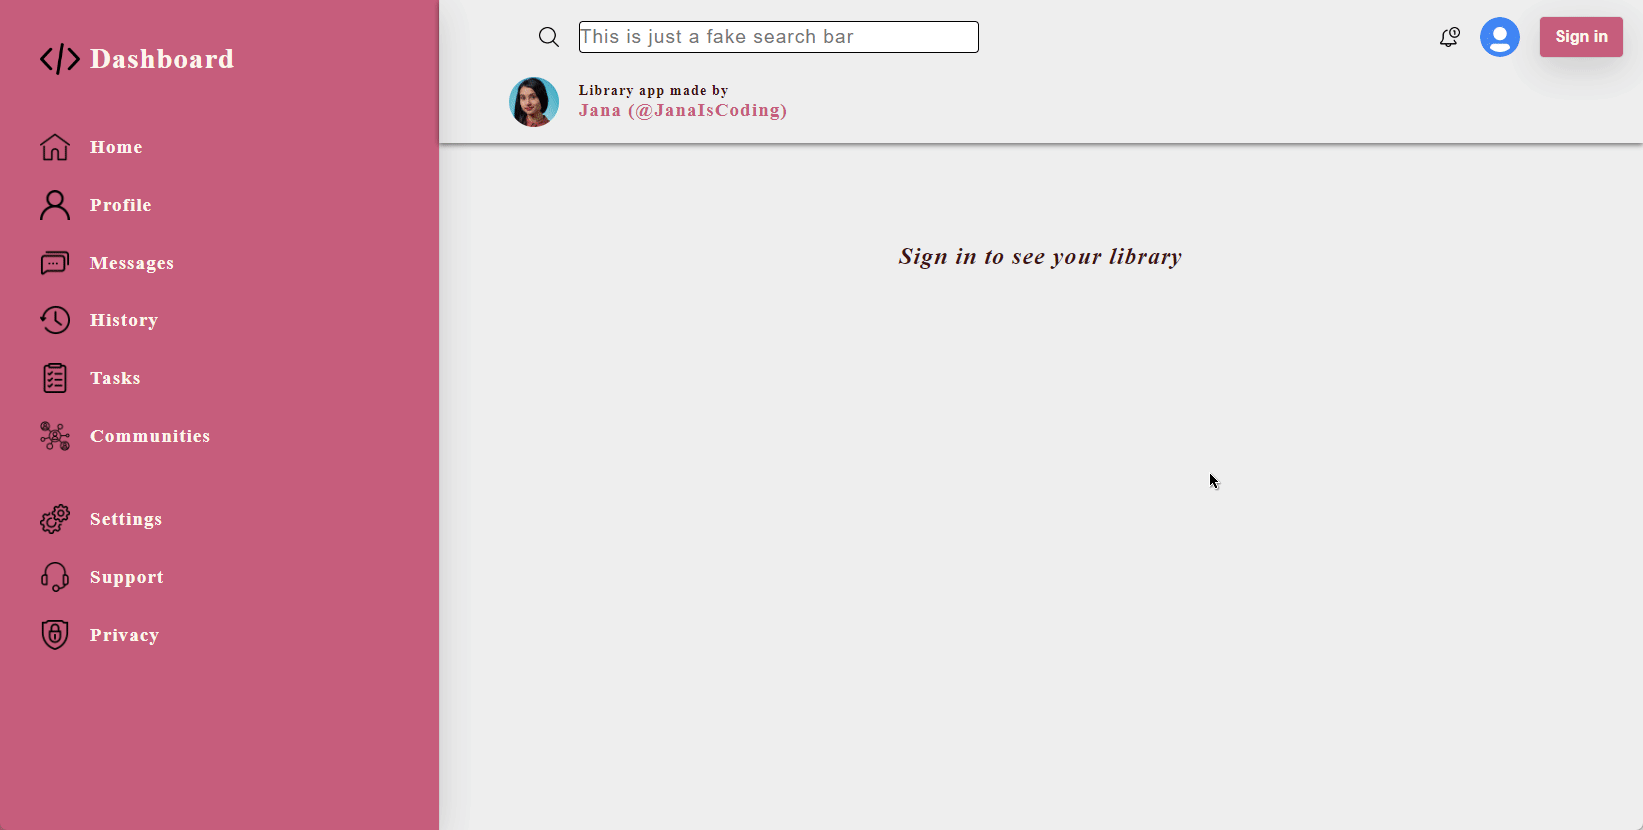 Dashboard
Home
Profile
Messages
History
Tasks
Communities
Settings
Support
Privacy
This is just a fake search bar
Sign in
Library app made by
Jana (@JanaIsCoding)
Sign in to see your library